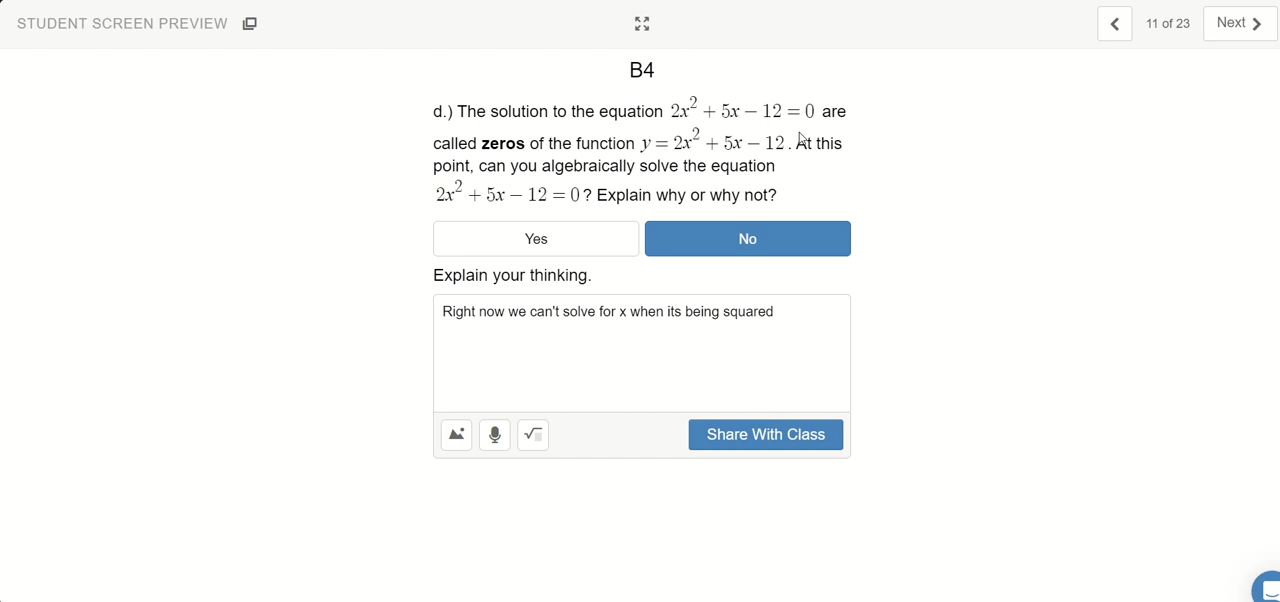 STUDENT SCREEN PREVIEW
11 of 23
Next
B4
d.) The solution to the equation 2x² + 5x − 12 = 0 are
called zeros of the function y = 2x² + 5x − 12. At this
point, can you algebraically solve the equation
2x² + 5x − 12 = 0? Explain why or why not?
Yes
No
Explain your thinking.
Right now we can't solve for x when its being squared
Share With Class